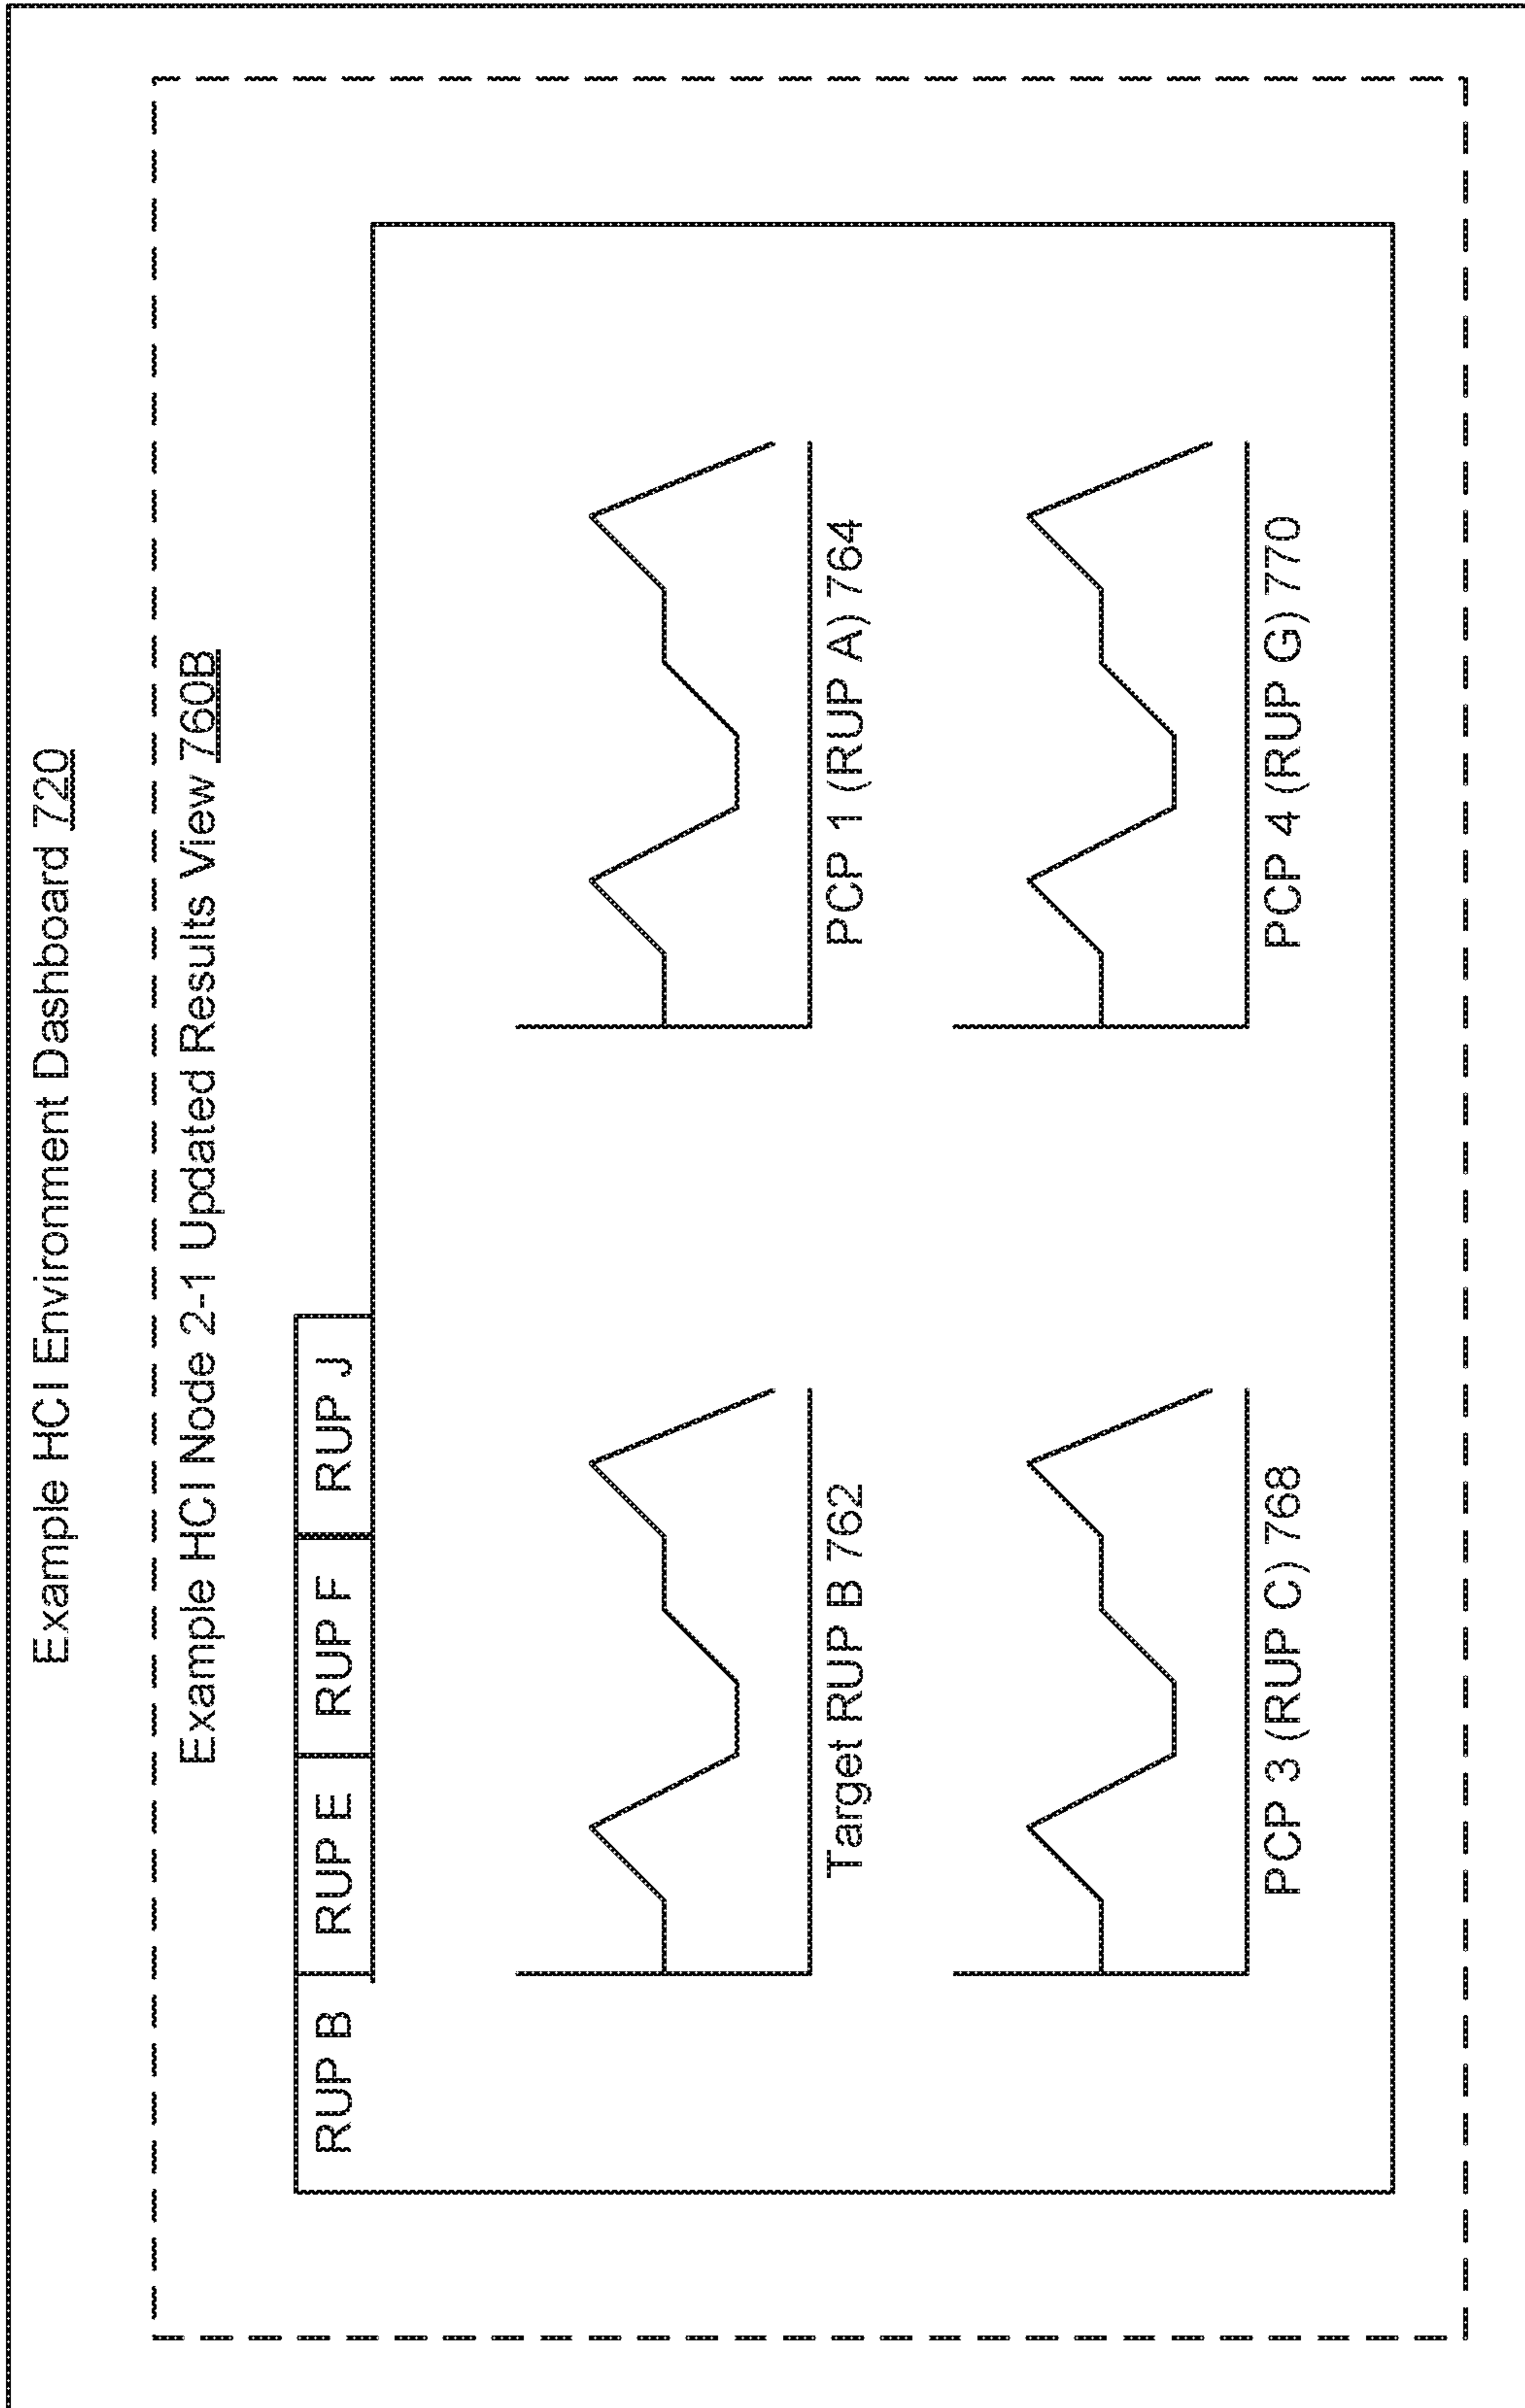 Example HCI Environment Dashboard 720
Example HCI Node 2-1 Updated Results View 760B
RUP B
RUP E
RUP F
RUP J
Target RUP B 762
PCP 1 (RUP A) 764
PCP 3 (RUP C) 768
PCP 4 (RUP G) 770